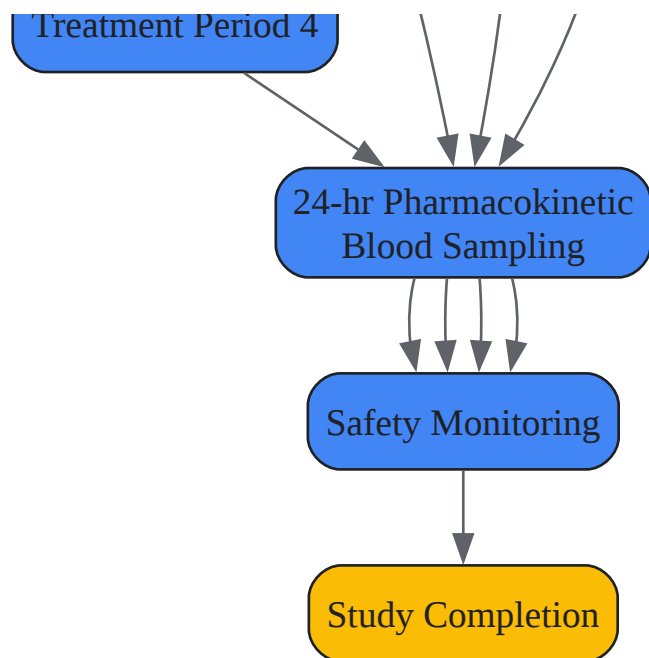 Treatment Period 4
24-hr Pharmacokinetic
Blood Sampling
Safety Monitoring
Study Completion